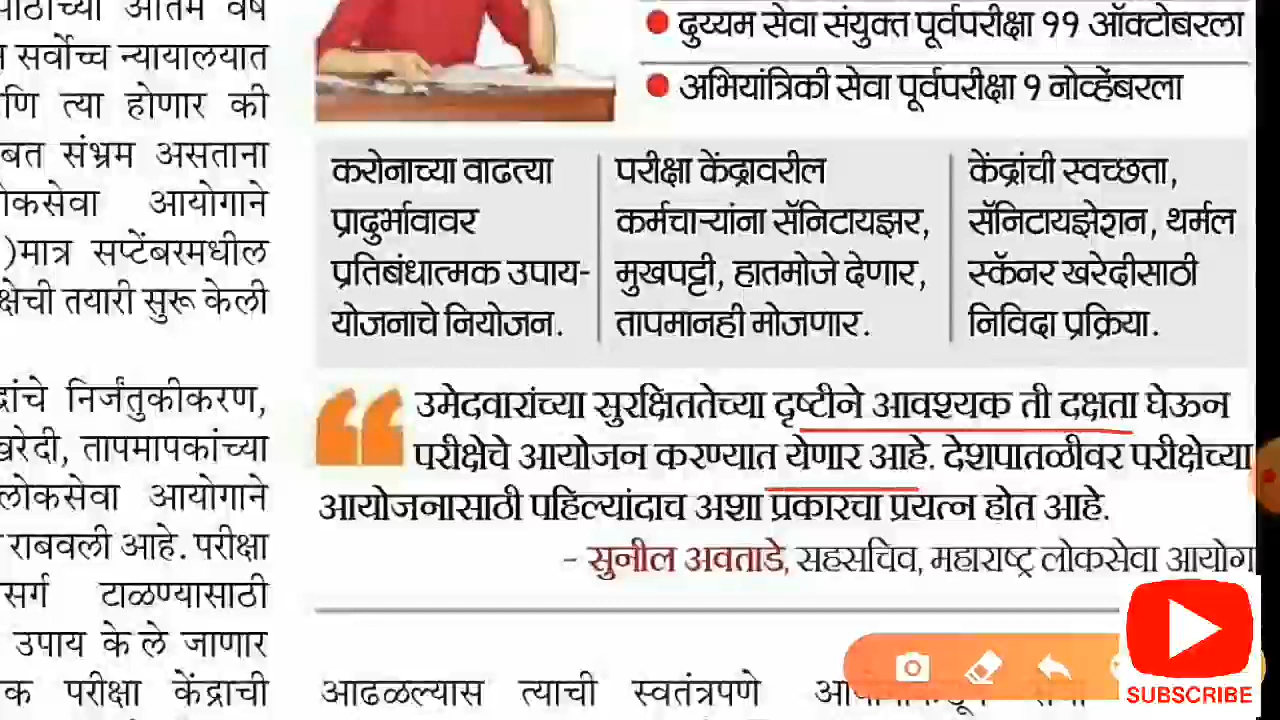 अंतिम वर्ष
सर्वोच्च न्यायालयात
त्या होणार की
संभ्रम असताना
आयोगाने
)मात्र सप्टेंबरमधील
तयारी सुरू केली
निर्जंतुकीकरण,
तापमापकांच्या
लोकसेवा आयोगाने
राबवली आहे. परीक्षा
टाळण्यासाठी
उपाय केले जाणार
परीक्षा केंद्राची
दुय्यम सेवा संयुक्त पूर्वपरीक्षा ११ ऑक्टोबरला
अभियांत्रिकी सेवा पूर्वपरीक्षा १ नोव्हेंबरला
करोनाच्या वाढत्या
प्रादुर्भावावर
प्रतिबंधात्मक उपाय-
योजनाचे नियोजन.
परीक्षा केंद्रावरील
कर्मचाऱ्यांना सॅनिटायझर,
मुखपट्टी, हातमोजे देणार,
तापमानही मोजणार.
केंद्रांची स्वच्छता,
सॅनिटायझेशन, थर्मल
स्कॅनर खरेदीसाठी
निविदा प्रक्रिया.
उमेदवारांच्या सुरक्षिततेच्या दृष्टीने आवश्यक ती दक्षता घेऊन
परीक्षेचे आयोजन करण्यात येणार आहे. देशपातळीवर परीक्षेच्या
आयोजनासाठी पहिल्यांदाच अशा प्रकारचा प्रयत्न होत आहे.
- सुनील अवताडे, सहसचिव, महाराष्ट्र लोकसेवा आयोग
आढळल्यास त्याची स्वतंत्रपणे
SUBSCRIBE